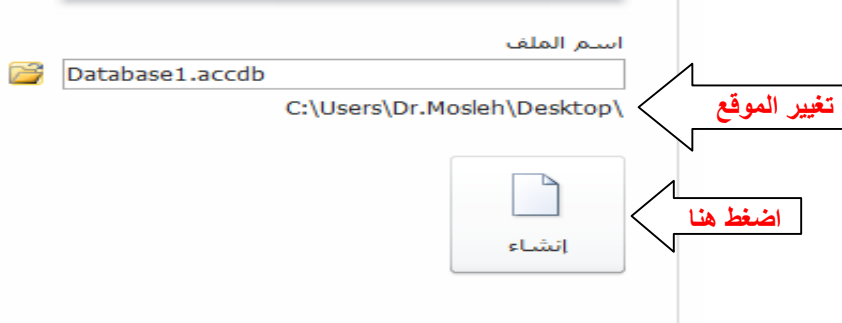 اسم الملف
Database1.accdb
C:\Users\Dr.Mosleh\Desktop\
تغيير الموقع
اضغط هنا
إنشاء